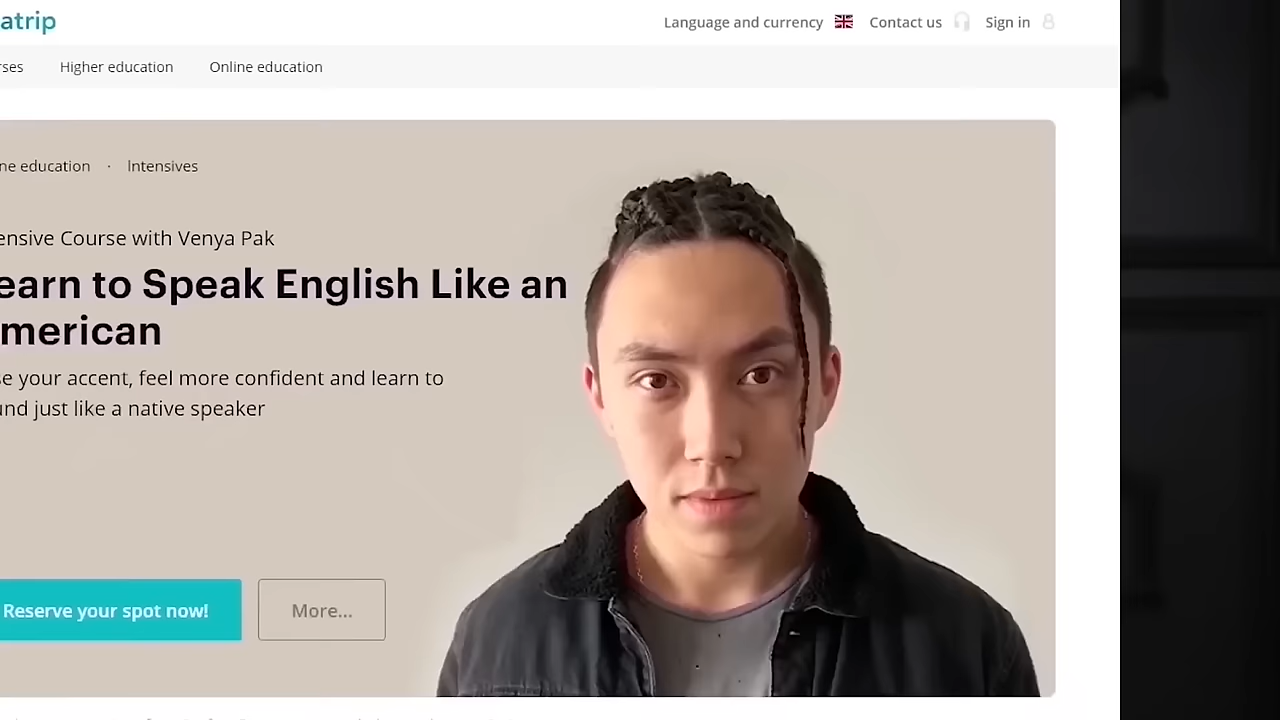 atrip
Language and currency
Contact us
Sign in
rses
Higher education
Online education
ne education · Intensives
ensive Course with Venya Pak
earn to Speak English Like an
merican
se your accent, feel more confident and learn to
und just like a native speaker
Reserve your spot now!
More...